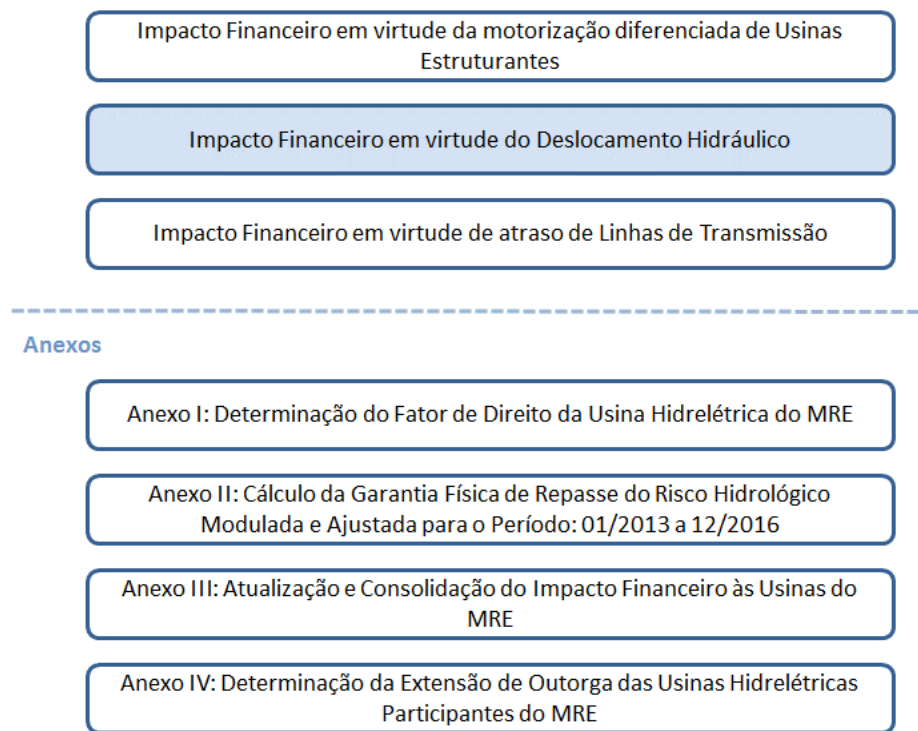 Impacto Financeiro em virtude da motorização diferenciada de Usinas
Estruturantes
Impacto Financeiro em virtude do Deslocamento Hidráulico
Impacto Financeiro em virtude de atraso de Linhas de Transmissão
Anexos
Anexo I: Determinação do Fator de Direito da Usina Hidrelétrica do MRE
Anexo II: Cálculo da Garantia Física de Repasse do Risco Hidrológico
Modulada e Ajustada para o Período: 01/2013 a 12/2016
Anexo III: Atualização e Consolidação do Impacto Financeiro às Usinas do
MRE
Anexo IV: Determinação da Extensão de Outorga das Usinas Hidrelétricas
Participantes do MRE